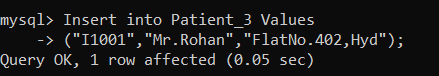 mysql> Insert into Patient_3 Values
    -> ("I1001","Mr.Rohan","FlatNo.402,Hyd");
Query OK, 1 row affected (0.05 sec)